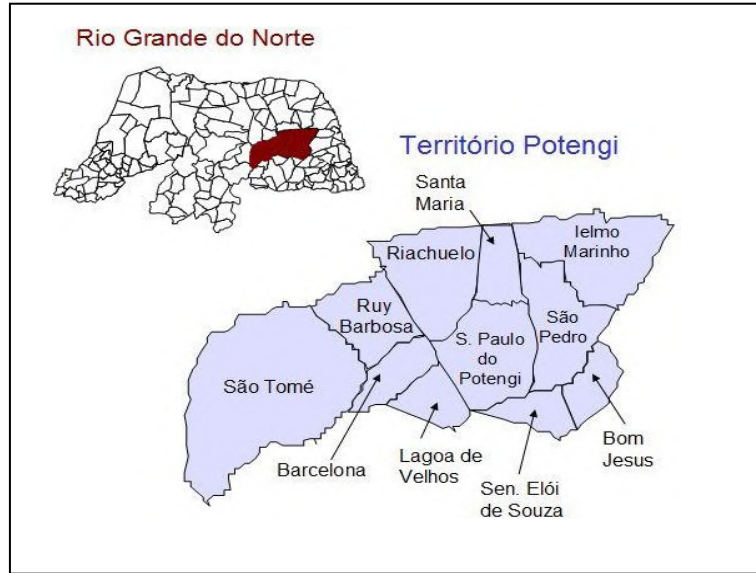 Rio Grande do Norte
Território Potengi
Santa
Maria
Ielmo
Marinho
Riachuelo
Ruy
Barbosa
São
Pedro
S. Paulo
do
Potengi
São Tomé
Barcelona
Lagoa de
Velhos
Sen. Elói
de Souza
Bom
Jesus